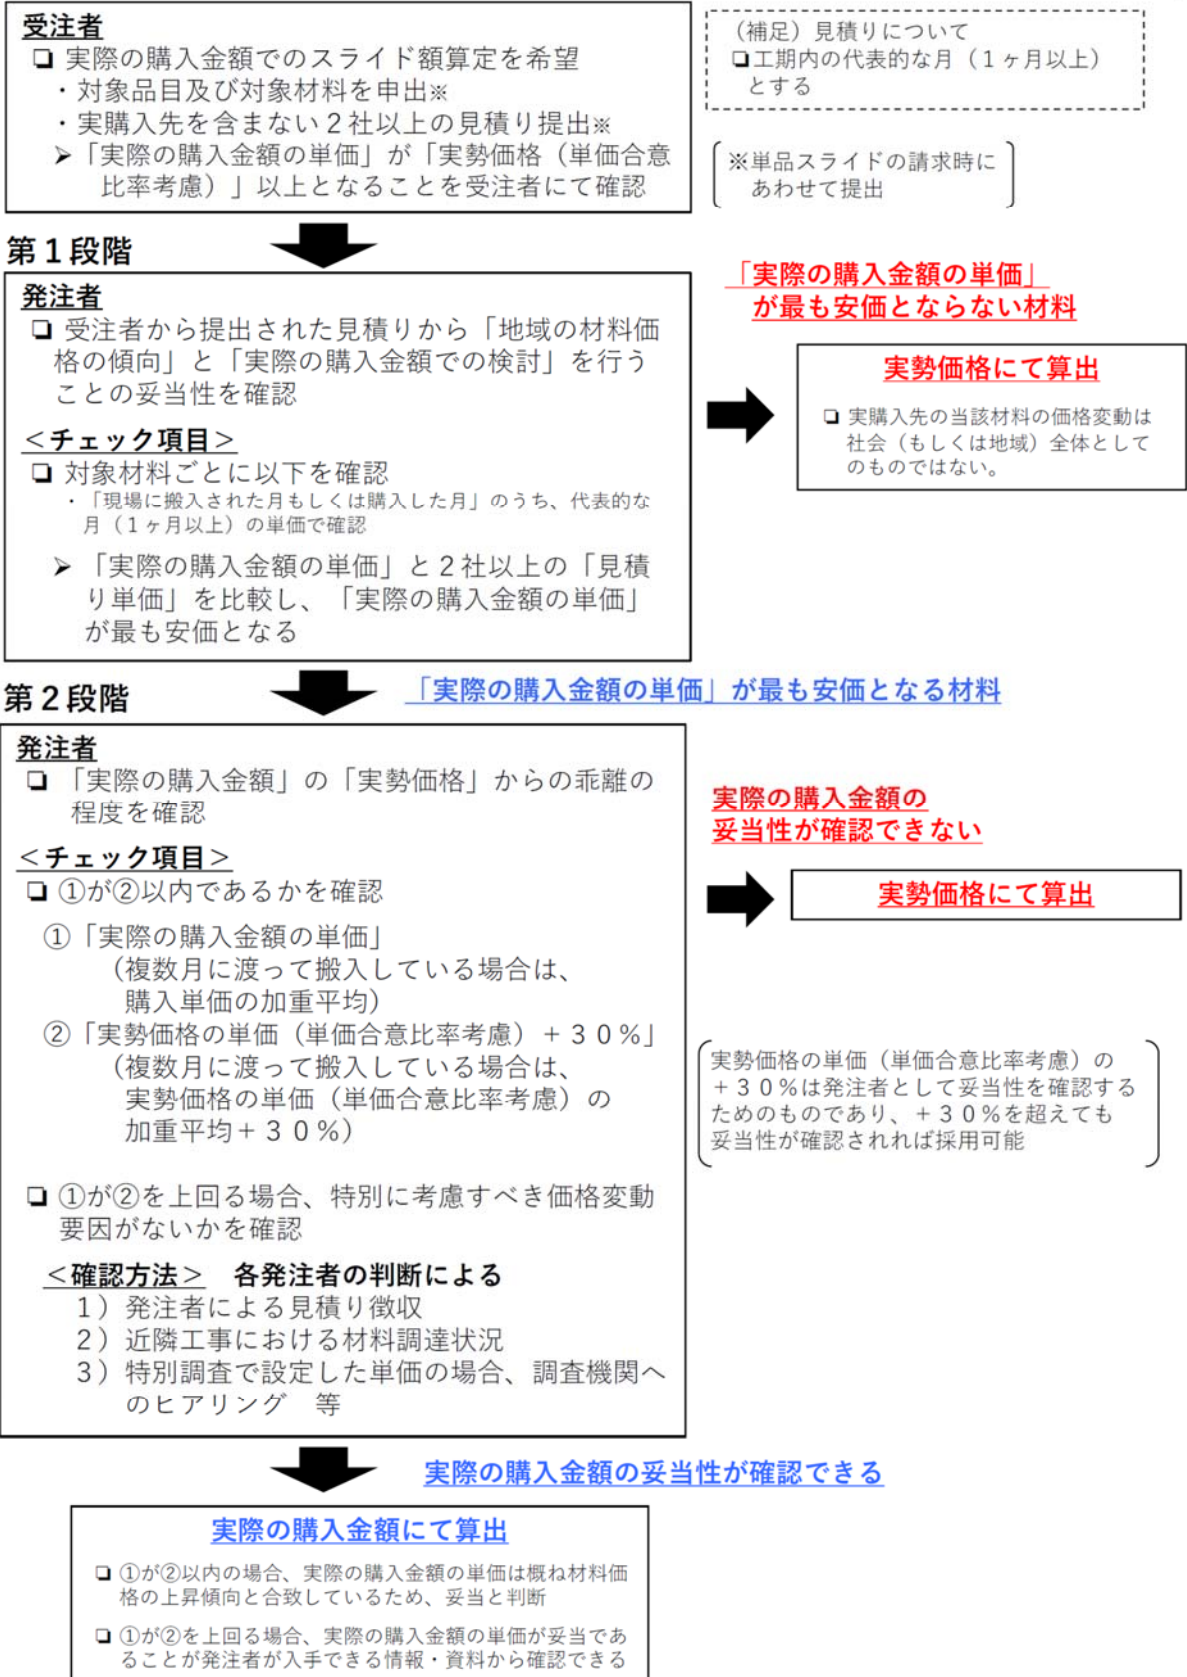 受注者
❏ 実際の購入金額でのスライド額算定を希望
・対象品目及び対象材料を申出※
・実購入先を含まない２社以上の見積り提出※
➢「実際の購入金額の単価」が「実勢価格（単価合意
比率考慮）」以上となることを受注者にて確認
（補足）見積りについて
❏工期内の代表的な月（１ヶ月以上）
とする
※単品スライドの請求時に
あわせて提出
第１段階
発注者
❏ 受注者から提出された見積りから「地域の材料価
格の傾向」と「実際の購入金額での検討」を行う
ことの妥当性を確認
＜チェック項目＞
❏ 対象材料ごとに以下を確認
・「現場に搬入された月もしくは購入した月」のうち、代表的な
月（１ヶ月以上）の単価で確認
➢ 「実際の購入金額の単価」と２社以上の「見積
り単価」を比較し、「実際の購入金額の単価」
が最も安価となる
「実際の購入金額の単価」
が最も安価とならない材料
実勢価格にて算出
❏ 実購入先の当該材料の価格変動は
社会（もしくは地域）全体として
のものではない。
第２段階
「実際の購入金額の単価」が最も安価となる材料
発注者
❏ 「実際の購入金額」の「実勢価格」からの乖離の
程度を確認
＜チェック項目＞
❏ ①が②以内であるかを確認
①「実際の購入金額の単価」
（複数月に渡って搬入している場合は、
購入単価の加重平均）
②「実勢価格の単価（単価合意比率考慮）＋３０％」
（複数月に渡って搬入している場合は、
実勢価格の単価（単価合意比率考慮）の
加重平均＋３０％）
❏ ①が②を上回る場合、特別に考慮すべき価格変動
要因がないかを確認
＜確認方法＞ 各発注者の判断による
１）発注者による見積り徴収
２）近隣工事における材料調達状況
３）特別調査で設定した単価の場合、調査機関へ
のヒアリング 等
実際の購入金額の
妥当性が確認できない
実勢価格にて算出
実勢価格の単価（単価合意比率考慮）の
＋３０％は発注者として妥当性を確認する
ためのものであり、＋３０％を超えても
妥当性が確認されれば採用可能
実際の購入金額の妥当性が確認できる
実際の購入金額にて算出
❏ ①が②以内の場合、実際の購入金額の単価は概ね材料価
格の上昇傾向と合致しているため、妥当と判断
❏ ①が②を上回る場合、実際の購入金額の単価が妥当であ
ることが発注者が入手できる情報・資料から確認できる